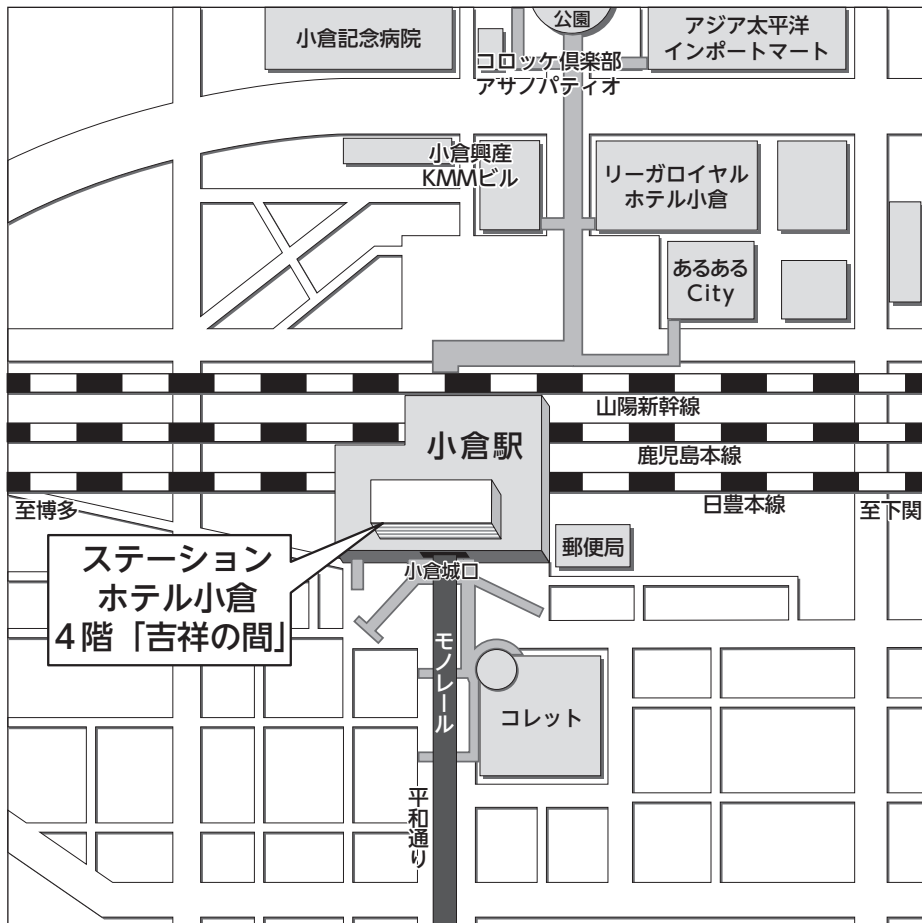 公園
小倉記念病院
アジア太平洋
インポートマート
コロッケ倶楽部
アサノパティオ
小倉興産
KMMビル
リーガロイヤル
ホテル小倉
あるある
City
山陽新幹線
小倉駅
鹿児島本線
日豊本線
至博多
至下関
郵便局
ステーション
ホテル小倉
4階「吉祥の間」
小倉城口
モノレール
コレット
平和通り